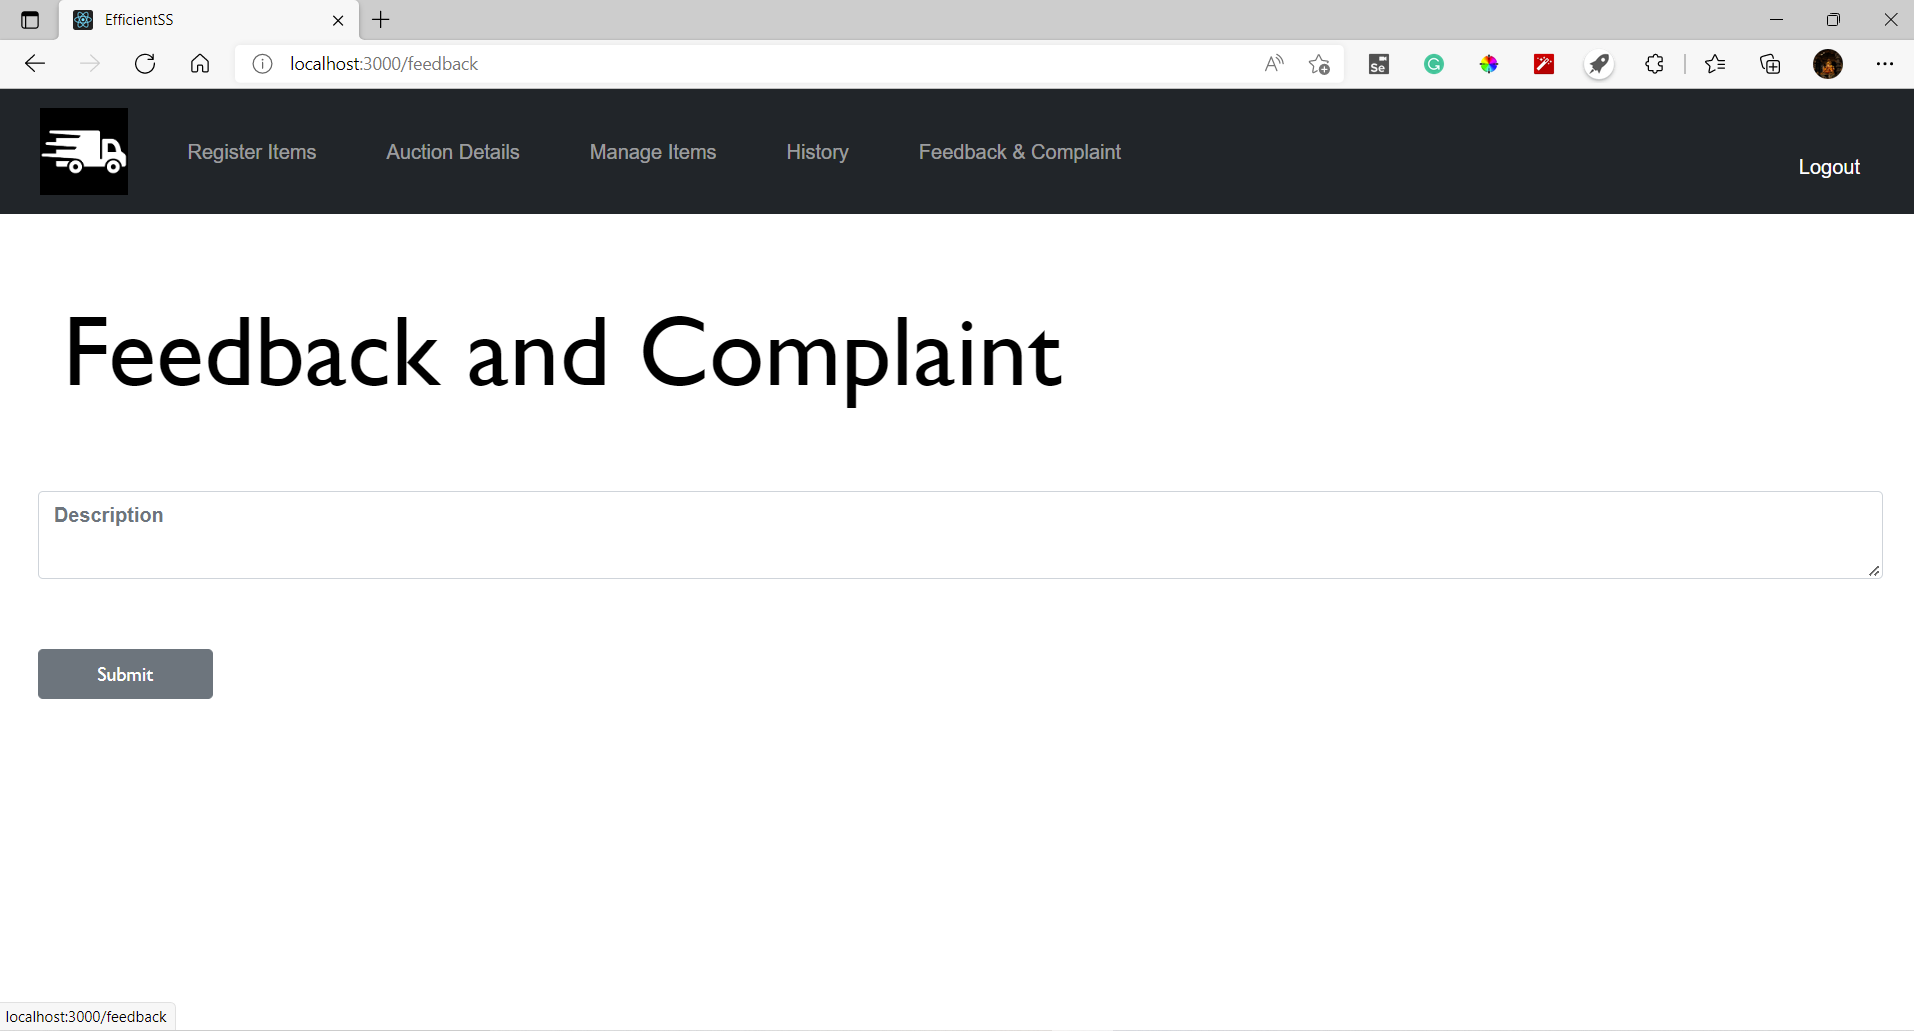 EfficientSS
localhost:3000/feedback
Se
G
Register Items
Auction Details
Manage Items
History
Feedback & Complaint
Logout
Feedback and Complaint
Description
Submit
localhost:3000/feedback